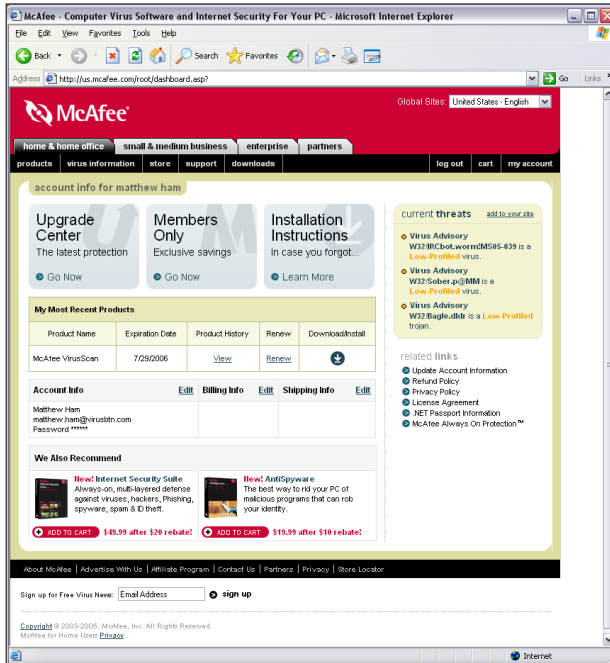 McAfee - Computer Virus Software and Internet Security For Your PC - Microsoft Internet Explorer
File Edit View Favorites Tools Help
Back Search Favorites
Address http://us.mcafee.com/root/dashboard.asp? Go Links
McAfee®
Global Sites: United States - English
home & home office small & medium business enterprise partners
products virus information store support downloads log out cart my account
account info for matthew ham
Upgrade Center
The latest protection
Go Now
Members Only
Exclusive savings
Go Now
Installation Instructions
In case you forgot...
Learn More
My Most Recent Products
Product Name Expiration Date Product History Renew Download/Install
McAfee VirusScan 7/29/2006 View Renew
Account Info Edit Billing Info Edit Shipping Info Edit
Matthew Ham
matthew.ham@virusbtn.com
Password ******
We Also Recommend
New! Internet Security Suite
Always-on, multi-layered defense
against viruses, hackers, Phishing,
spyware, spam & ID theft.
ADD TO CART $49.99 after $20 rebate!
New! AntiSpyware
The best way to rid your PC of
malicious programs that can rob
your identity.
ADD TO CART $19.99 after $10 rebate!
current threats add to your site
Virus Advisory
W32/IRCbot.worm!MS05-039 is a
Low-Profiled virus.
Virus Advisory
W32/Sober.p@MM is a
Low-Profiled virus.
Virus Advisory
W32/Bagle.dldr is a Low-Profiled
trojan.
related links
Update Account Information
Refund Policy
Privacy Policy
License Agreement
.NET Passport Information
McAfee Always On Protection™
About McAfee | Advertise With Us | Affiliate Program | Contact Us | Partners | Privacy | Store Locator
Sign up for Free Virus News: Email Address sign up
Copyright © 2003-2005, McAfee, Inc. All Rights Reserved.
McAfee for Home Users Privacy.
Internet